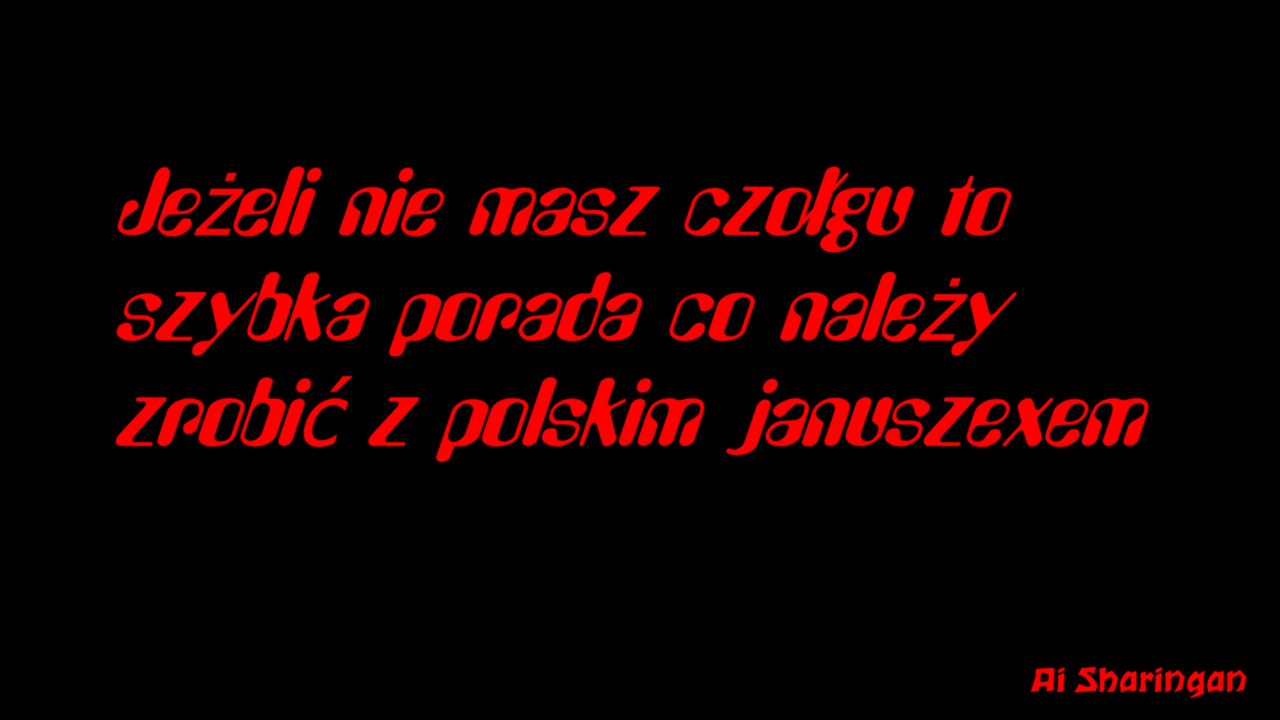 Jeżeli nie masz czołgu to
szybka porada co należy
zrobić z polskim januszexem
Ai Sharingan